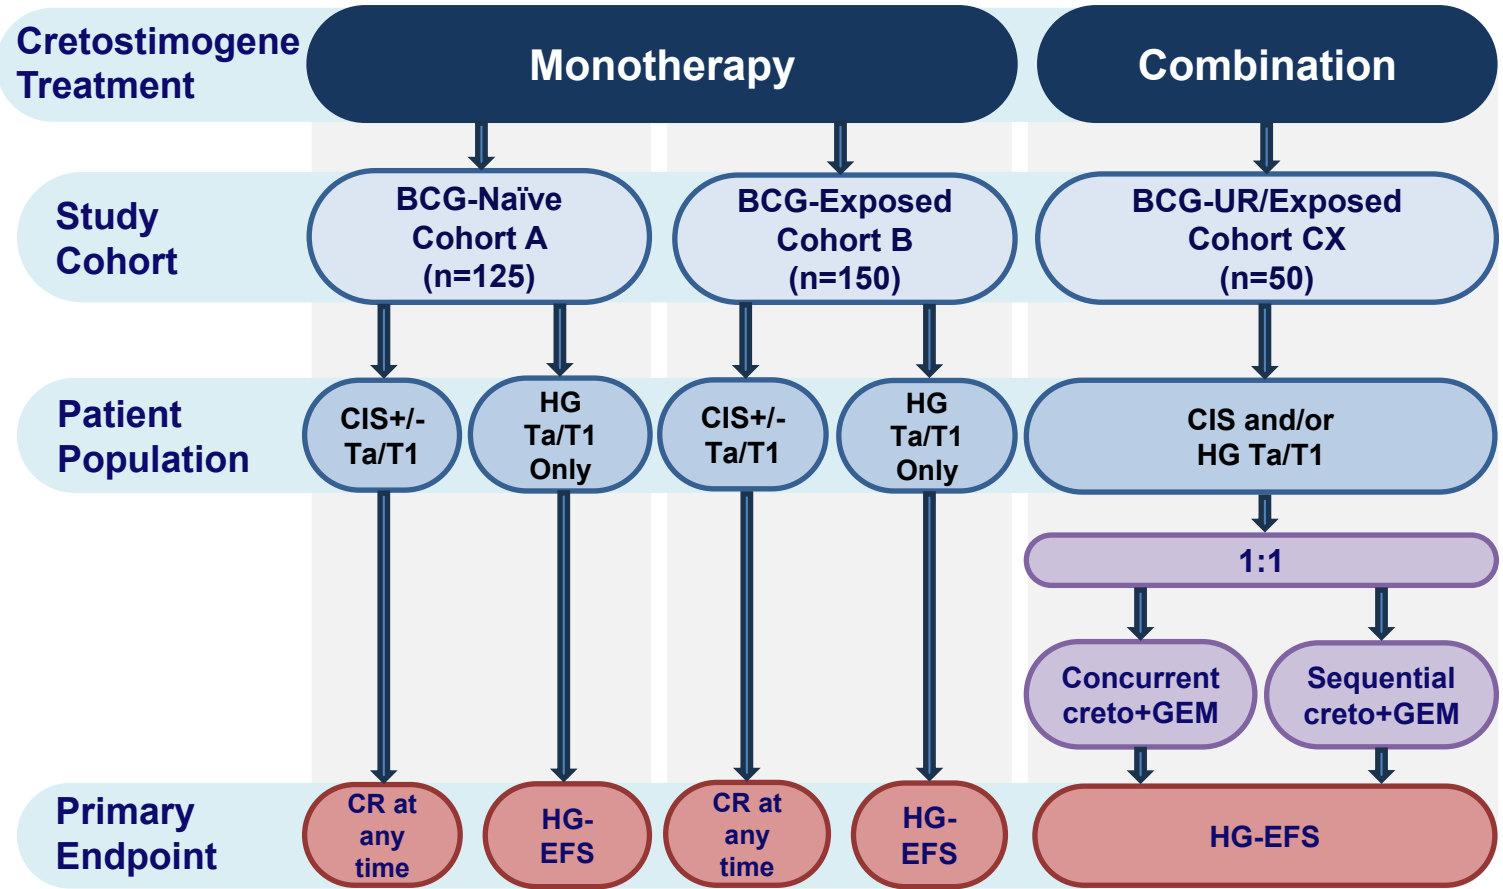 Cretostimogene
Treatment
Monotherapy
Combination
Study
Cohort
BCG-Naïve
Cohort A
(n=125)
BCG-Exposed
Cohort B
(n=150)
BCG-UR/Exposed
Cohort CX
(n=50)
Patient
Population
CIS+/-
Ta/T1
HG
Ta/T1
Only
CIS+/-
Ta/T1
HG
Ta/T1
Only
CIS and/or
HG Ta/T1
1:1
Concurrent
creto+GEM
Sequential
creto+GEM
Primary
Endpoint
CR at
any
time
HG-
EFS
CR at
any
time
HG-
EFS
HG-EFS